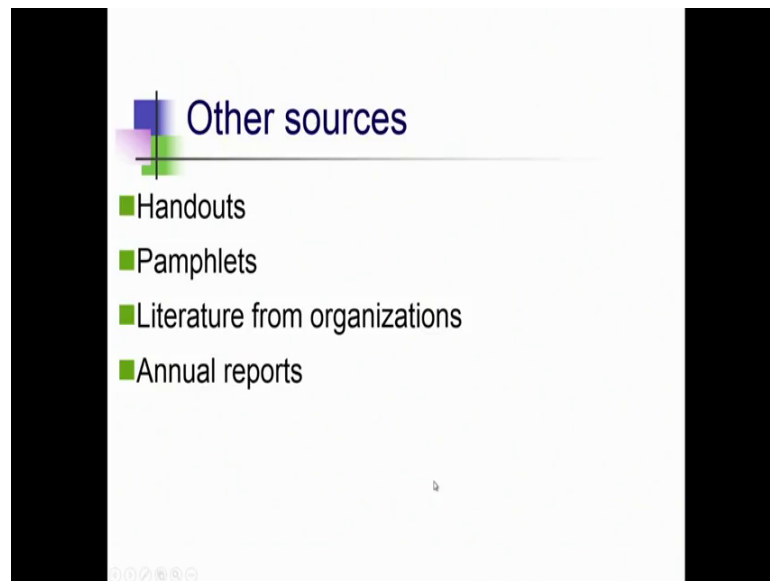 Other sources
Handouts
Pamphlets
Literature from organizations
Annual reports